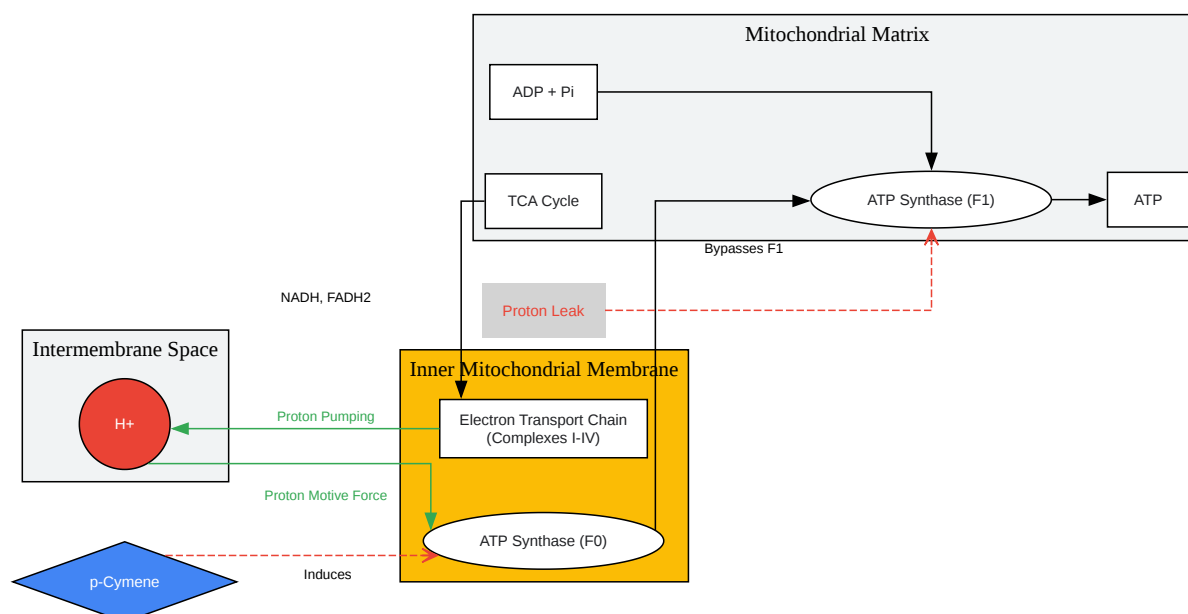 Mitochondrial Matrix
ADP + Pi
TCA Cycle
ATP Synthase (F1)
ATP
Bypasses F1
NADH, FADH2
Proton Leak
Intermembrane Space
Inner Mitochondrial Membrane
H+
Proton Pumping
Electron Transport Chain
(Complexes I-IV)
Proton Motive Force
ATP Synthase (F0)
p-Cymene
Induces